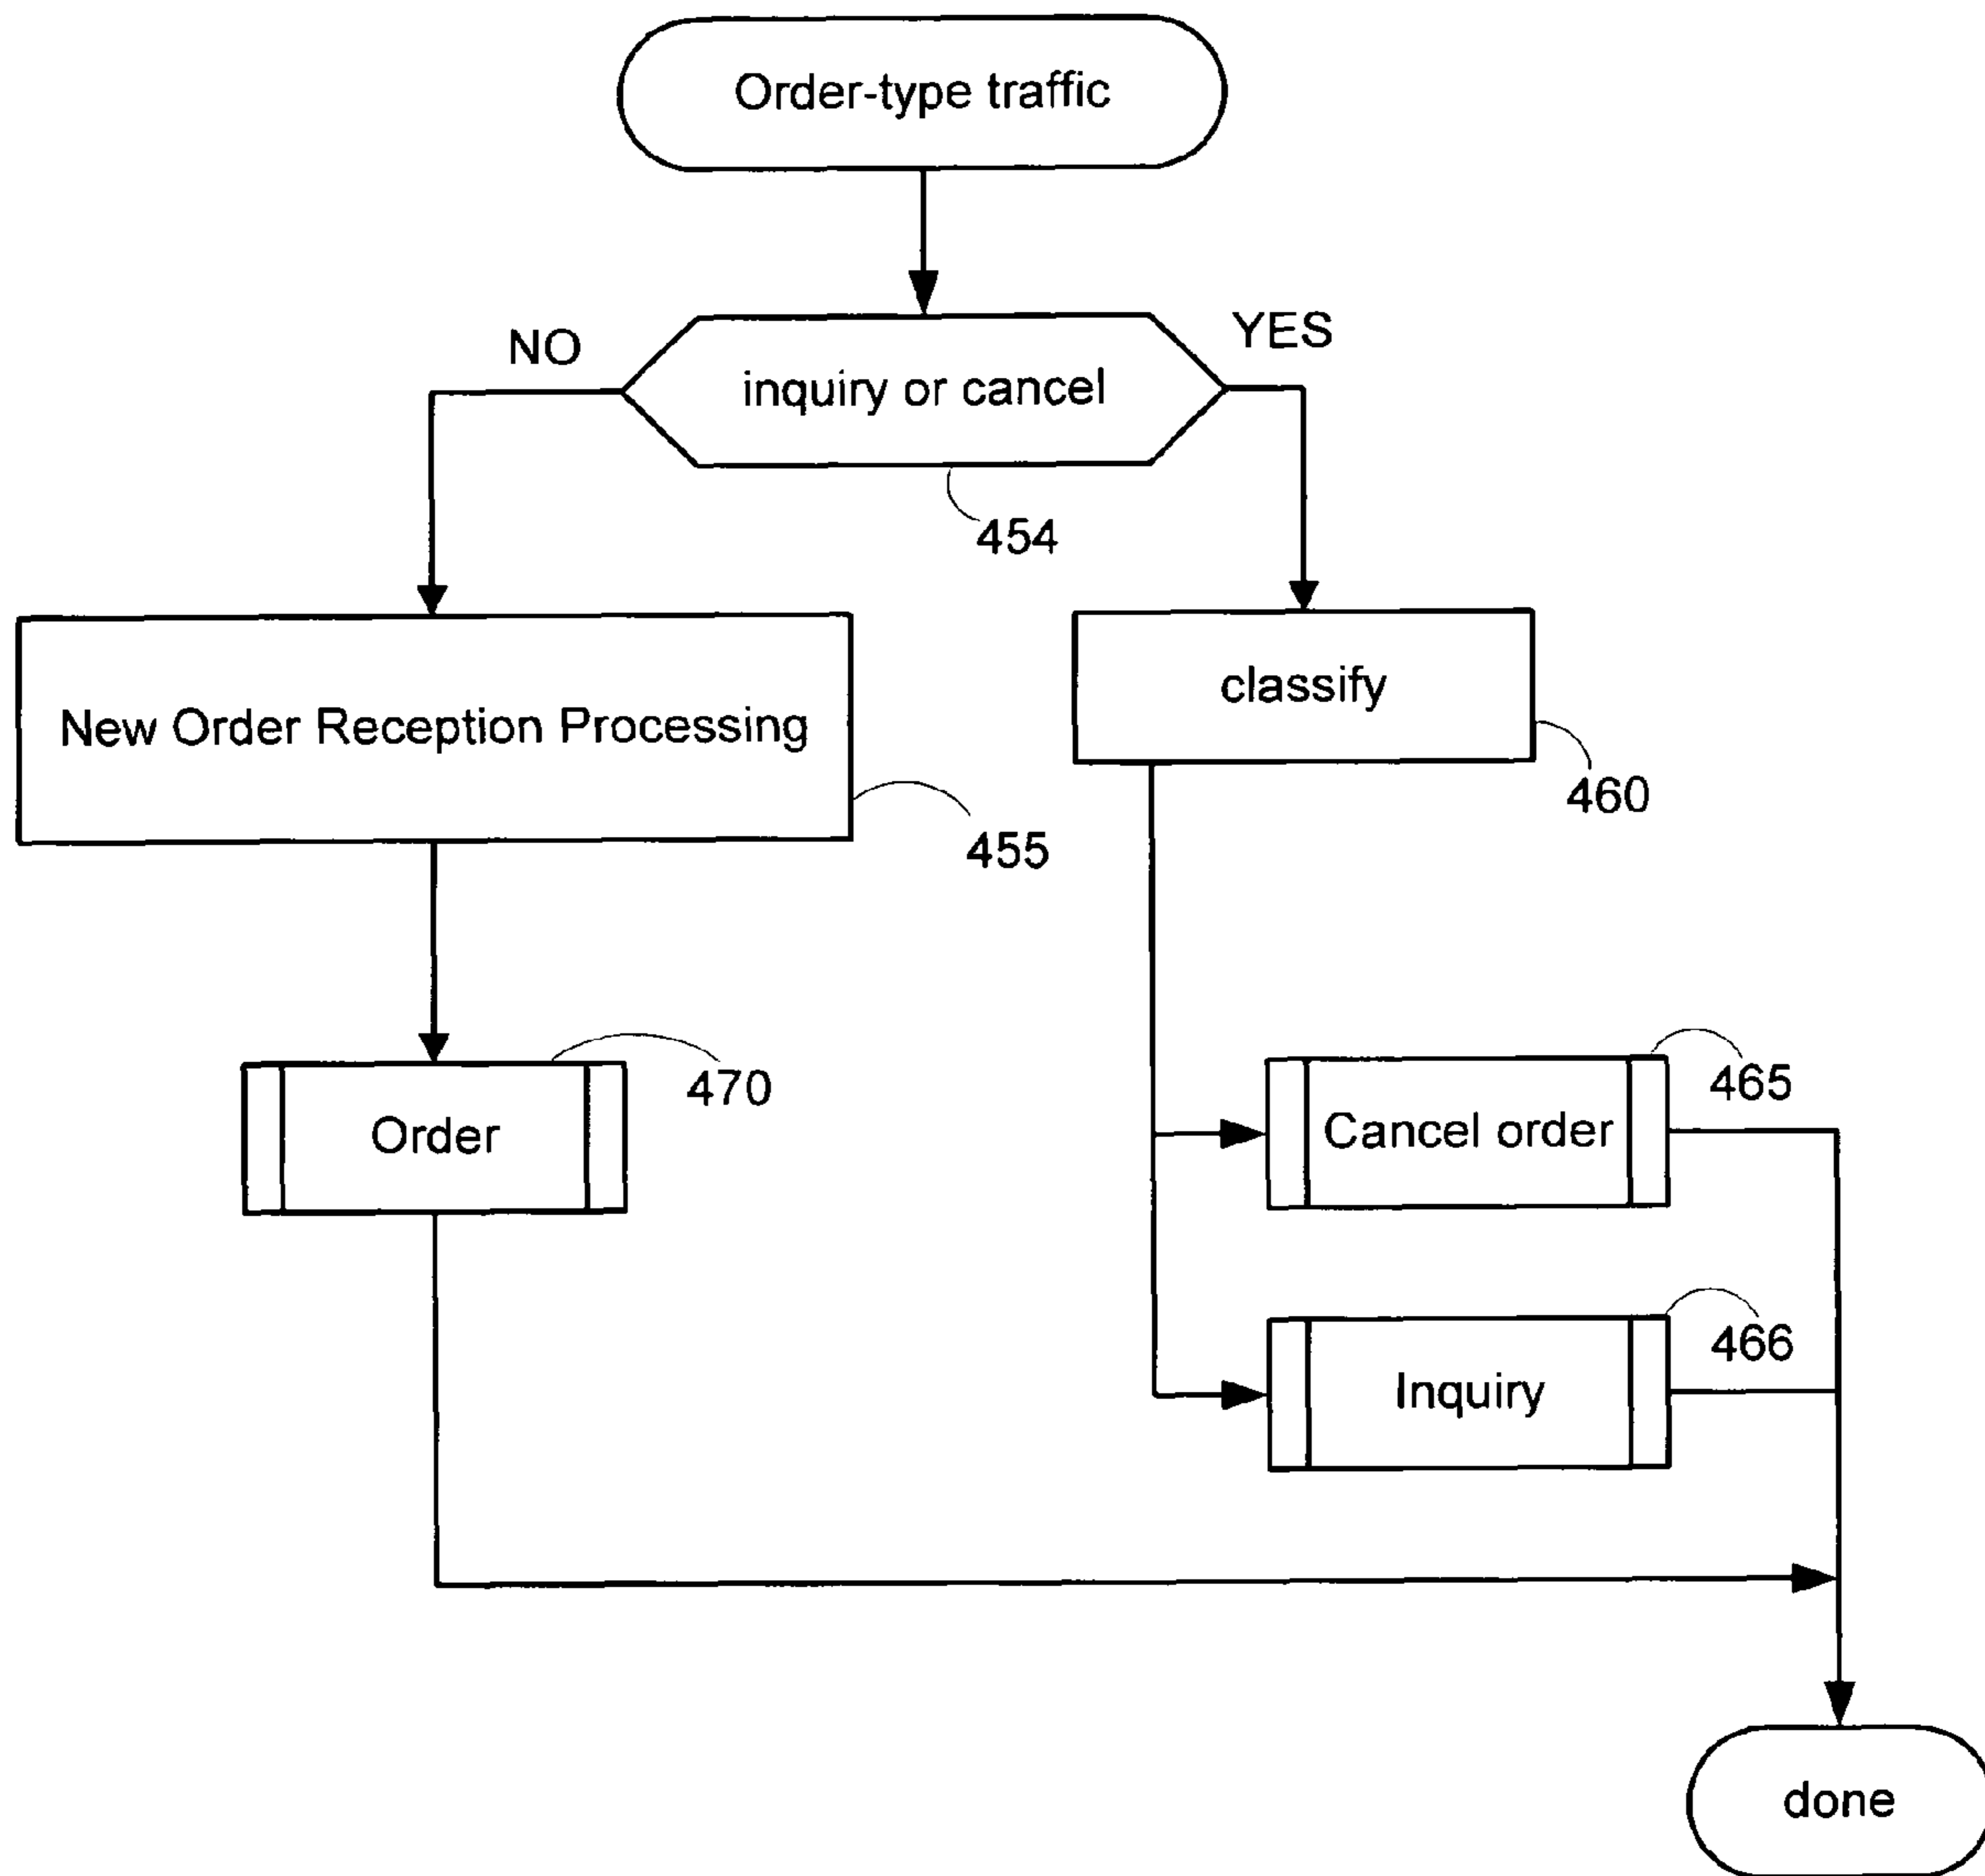 Order-type traffic
NO
YES
inquiry or cancel
454
New Order Reception Processing
455
classify
460
Order
470
Cancel order
465
Inquiry
466
done